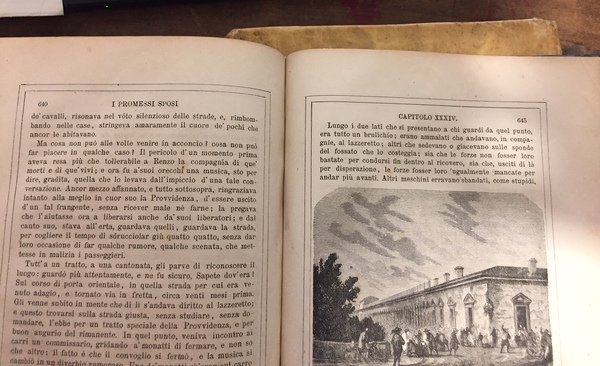 640 I PROMESSI SPOSI
de' cavalli, risonava nel vóto silenzioso delle strade, e, rimbom-
bando nelle case, stringeva amaramente il cuore de' pochi che
ancor le abitavano.
Ma cosa non può alle volte venire in acconcio? cosa non può
far piacere in qualche caso? Il pericolo d'un momento prima
aveva resa più che tollerabile a Renzo la compagnia di que'
morti e di que' vivi; e ora fu a' suoi orecchi una musica, sto per
dire, gradita, quella che lo levava dall'impiccio d'una tale con-
versazione. Ancor mezzo affannato, e tutto sottosopra, ringraziava
intanto alla meglio in cuor suo la Provvidenza, d'essere uscito
d'un tal frangente, senza ricever male nè farne; la pregava
che l'aiutasse ora a liberarsi anche da' suoi liberatori; e dal
canto suo, stava all'erta, guardava quelli, guardava la strada,
per cogliere il tempo di sdrucciolar giù quatto quatto, senza dar
loro occasione di far qualche rumore, qualche scenata, che met-
tesse in malizia i passeggieri.
Tutt'a un tratto, a una cantonata, gli parve di riconoscere il
luogo: guardò più attentamente, e ne fu sicuro. Sapete dov'era?
Sul corso di porta orientale, in quella strada per cui era ve-
nuto adagio, e tornato via in fretta, circa venti mesi prima.
Gli venne subito in mente che di lì s'andava diritto al lazzeretto;
e questo trovarsi sulla strada giusta, senza studiare, senza do-
mandare, l'ebbe per un tratto speciale della Provvidenza, e per
buon augurio del rimanente. In quel punto, veniva incontro ai
carri un commissario, gridando a' monatti di fermare, e non so
che altro: il fatto è che il convoglio si fermò, e la musica si
cambiò in un diverbio rumoroso. Uno de' monatti
CAPITOLO XXXIV. 645
Lungo i due lati che si presentano a chi guardi da quel punto,
era tutto un brulichìo; erano ammalati che andavano, in compa-
gnie, al lazzeretto; altri che sedevano o giacevano sulle sponde
del fossato che lo costeggia; sia che le forze non fosser loro
bastate per condursi fin dentro al ricovero, sia che, usciti di là
per disperazione, le forze fosser loro ugualmente mancate per
andar più avanti. Altri meschini erravano sbandati, come stupidi,